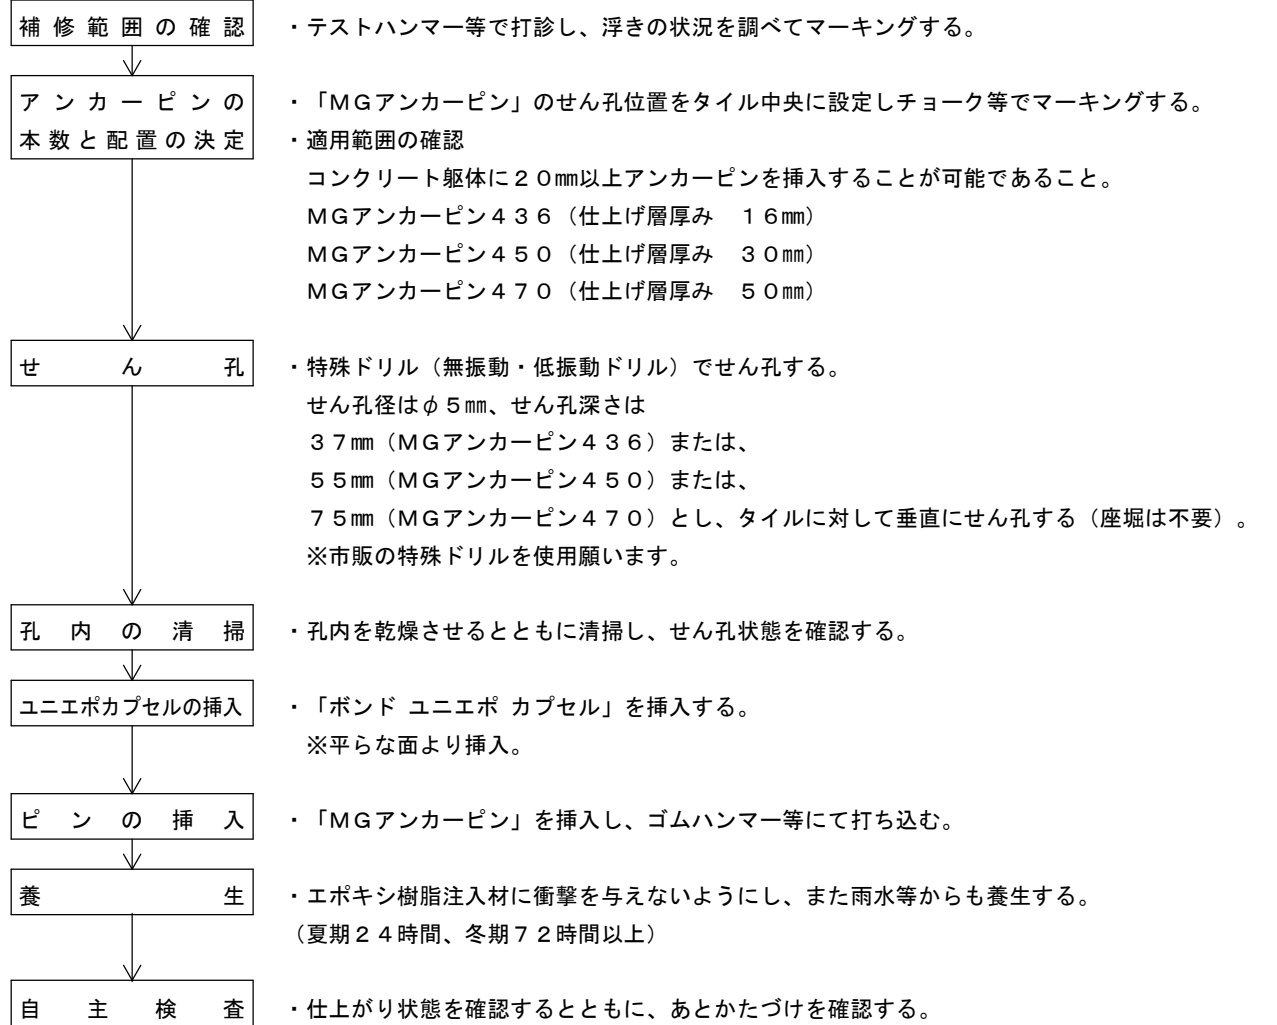 補修範囲の確認
・テストハンマー等で打診し、浮きの状況を調べてマーキングする。
アンカーピンの
本数と配置の決定
・「ＭＧアンカーピン」のせん孔位置をタイル中央に設定しチョーク等でマーキングする。
・適用範囲の確認
コンクリート躯体に２０㎜以上アンカーピンを挿入することが可能であること。
ＭＧアンカーピン４３６（仕上げ層厚み　１６㎜）
ＭＧアンカーピン４５０（仕上げ層厚み　３０㎜）
ＭＧアンカーピン４７０（仕上げ層厚み　５０㎜）
せん孔
・特殊ドリル（無振動・低振動ドリル）でせん孔する。
せん孔径はφ５㎜、せん孔深さは
３７㎜（ＭＧアンカーピン４３６）または、
５５㎜（ＭＧアンカーピン４５０）または、
７５㎜（ＭＧアンカーピン４７０）とし、タイルに対して垂直にせん孔する（座堀は不要）。
※市販の特殊ドリルを使用願います。
孔内の清掃
・孔内を乾燥させるとともに清掃し、せん孔状態を確認する。
ユニエポカプセルの挿入
・「ボンド ユニエポ カプセル」を挿入する。
※平らな面より挿入。
ピンの挿入
・「ＭＧアンカーピン」を挿入し、ゴムハンマー等にて打ち込む。
養生
・エポキシ樹脂注入材に衝撃を与えないようにし、また雨水等からも養生する。
（夏期２４時間、冬期７２時間以上）
自主検査
・仕上がり状態を確認するとともに、あとかたづけを確認する。